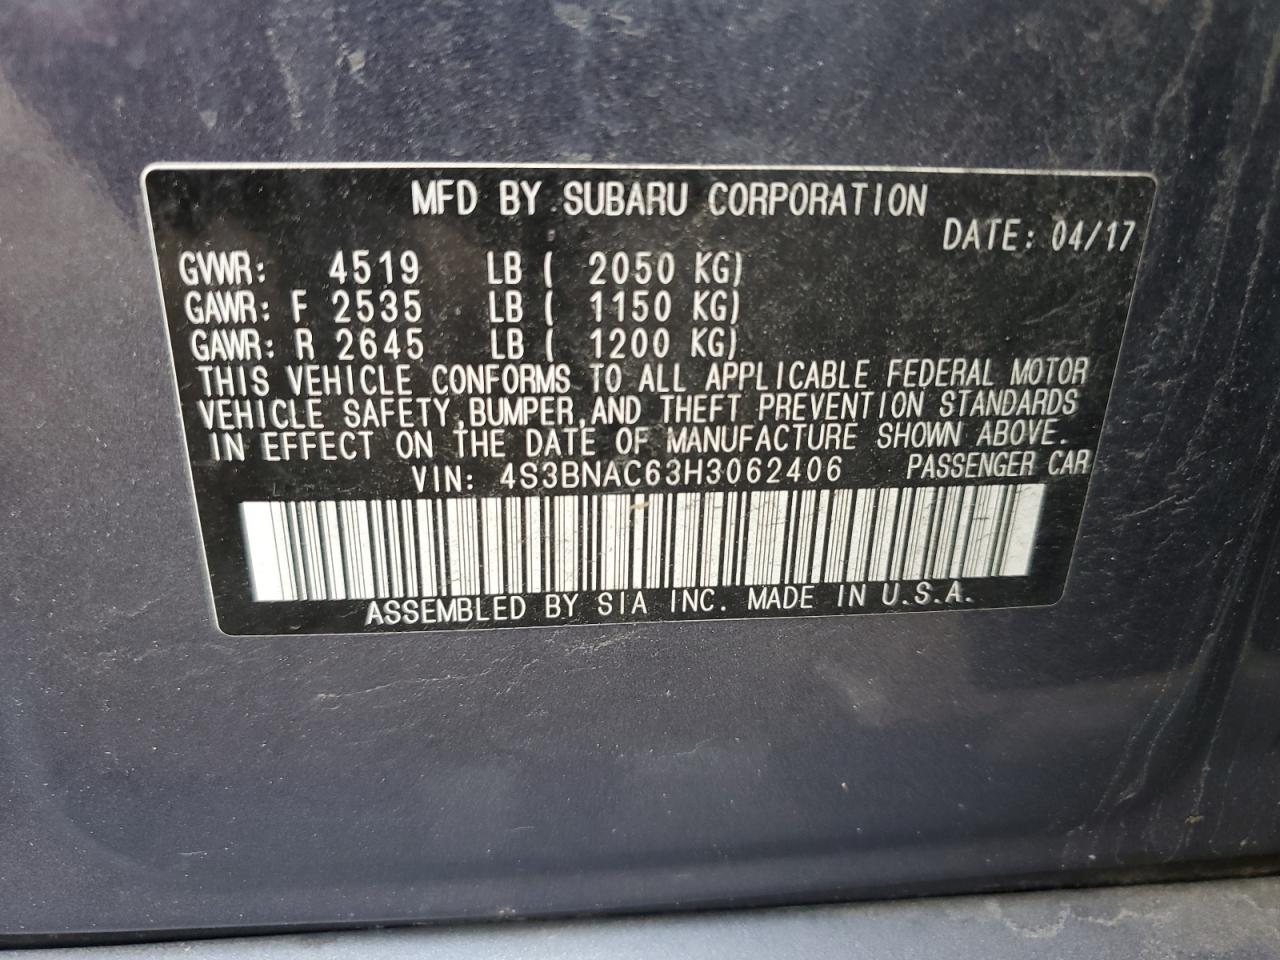 MFD BY SUBARU CORPORATION
DATE: 04/17
GVWR: 4519 LB ( 2050 KG)
GAWR: F 2535 LB ( 1150 KG)
GAWR: R 2645 LB ( 1200 KG)
THIS VEHICLE CONFORMS TO ALL APPLICABLE FEDERAL MOTOR
VEHICLE SAFETY,BUMPER,AND THEFT PREVENTION STANDARDS
IN EFFECT ON THE DATE OF MANUFACTURE SHOWN ABOVE.
VIN: 4S3BNAC63H3062406 PASSENGER CAR
ASSEMBLED BY SIA INC. MADE IN U.S.A.